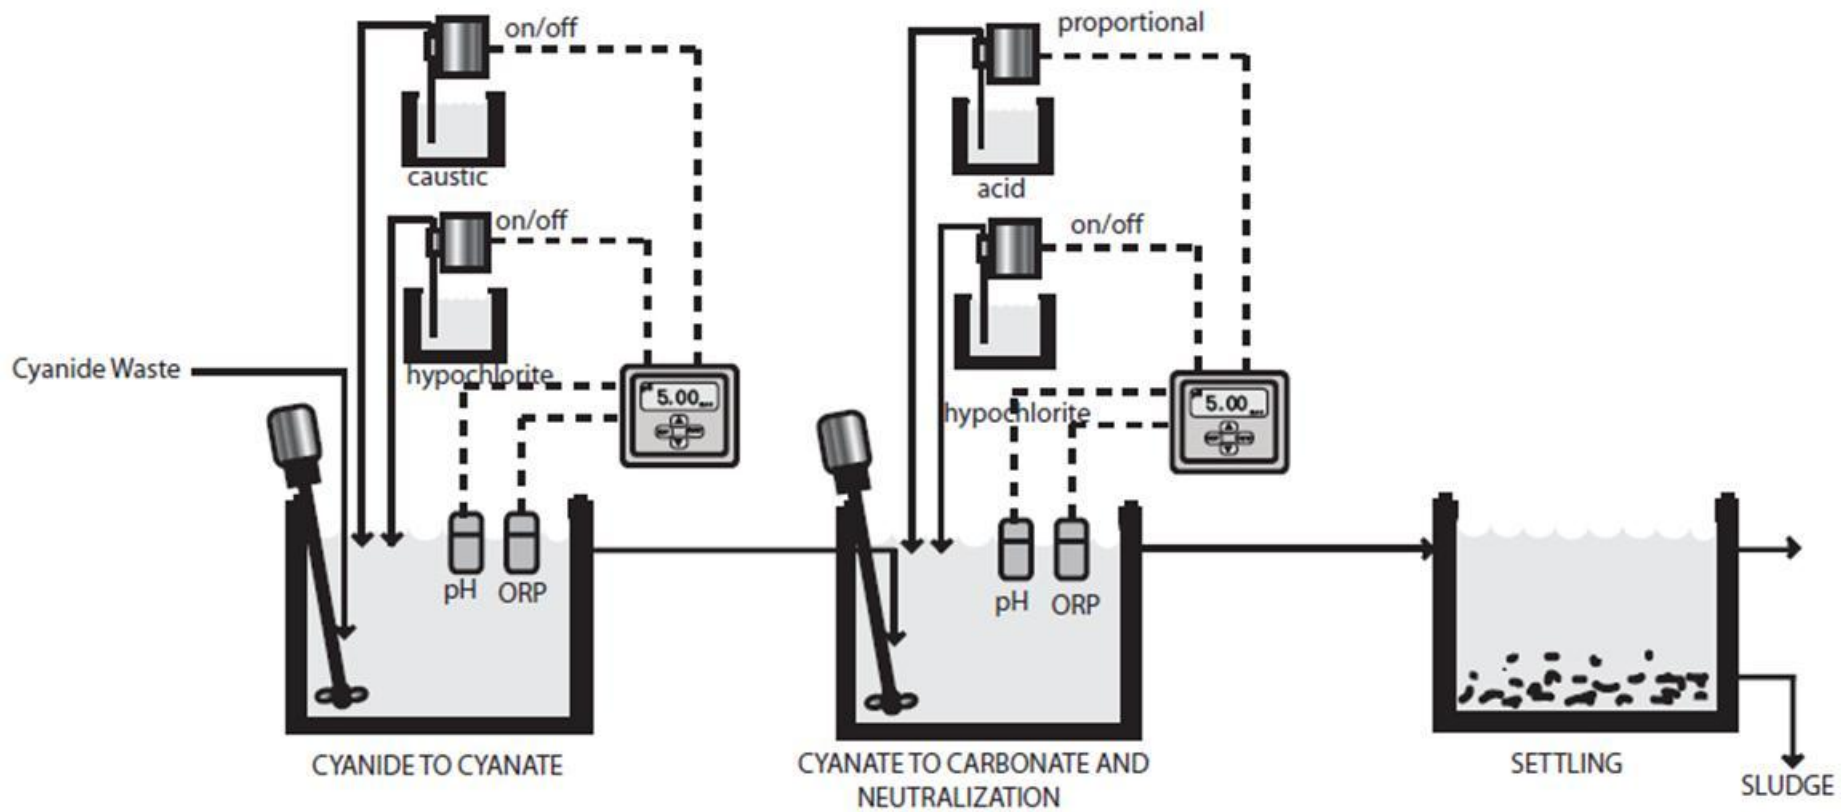 on/off
caustic
on/off
hypochlorite
Cyanide Waste
5.00
pH
ORP
CYANIDE TO CYANATE
proportional
acid
on/off
hypochlorite
5.00
pH
ORP
CYANATE TO CARBONATE AND
NEUTRALIZATION
SETTLING
SLUDGE